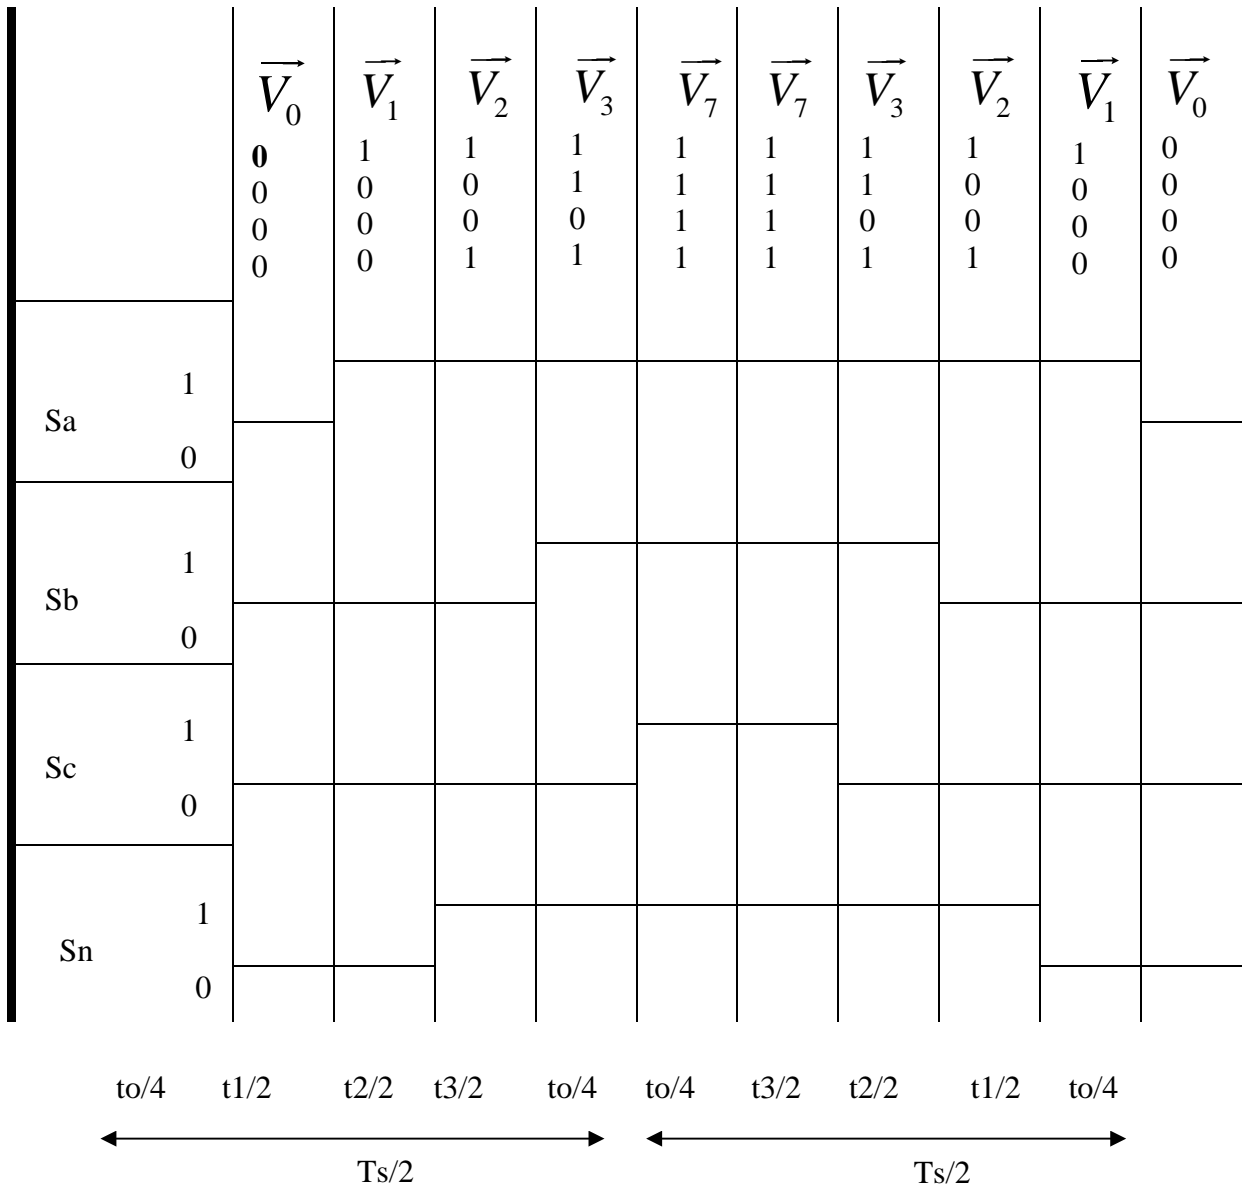 V0 V1 V2 V3 V7 V7 V3 V2 V1 V0
0 1 1 1 1 1 1 1 1 0
0 0 0 1 1 1 1 0 0 0
0 0 0 0 1 1 0 0 0 0
0 0 1 1 1 1 1 1 0 0
1
Sa
0
1
Sb
0
1
Sc
0
1
Sn
0
to/4 t1/2 t2/2 t3/2 to/4 to/4 t3/2 t2/2 t1/2 to/4
Ts/2 Ts/2